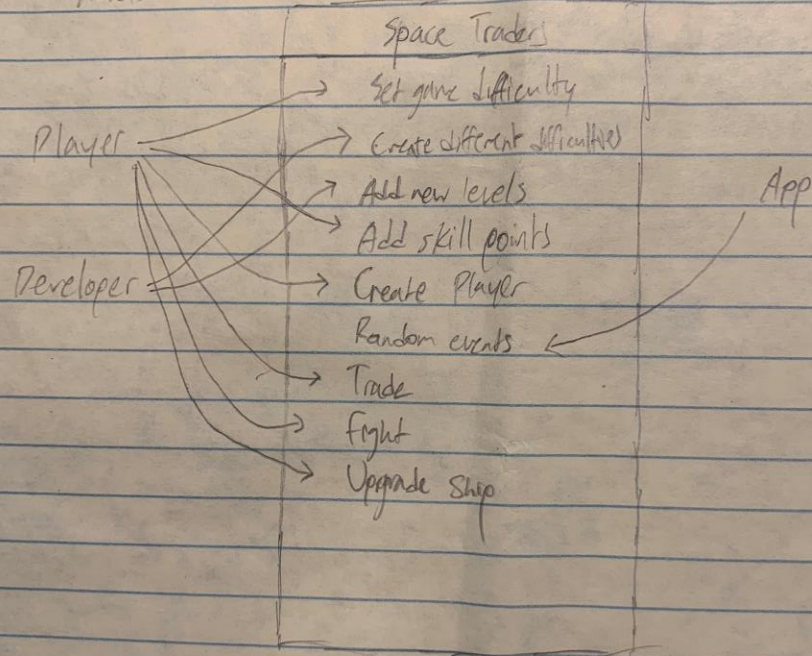 Space Traders
Set game difficulty
Player
Create different difficulties
Add new levels
App
Add skill points
Developer
Create Player
Random events
Trade
Fight
Upgrade Ship